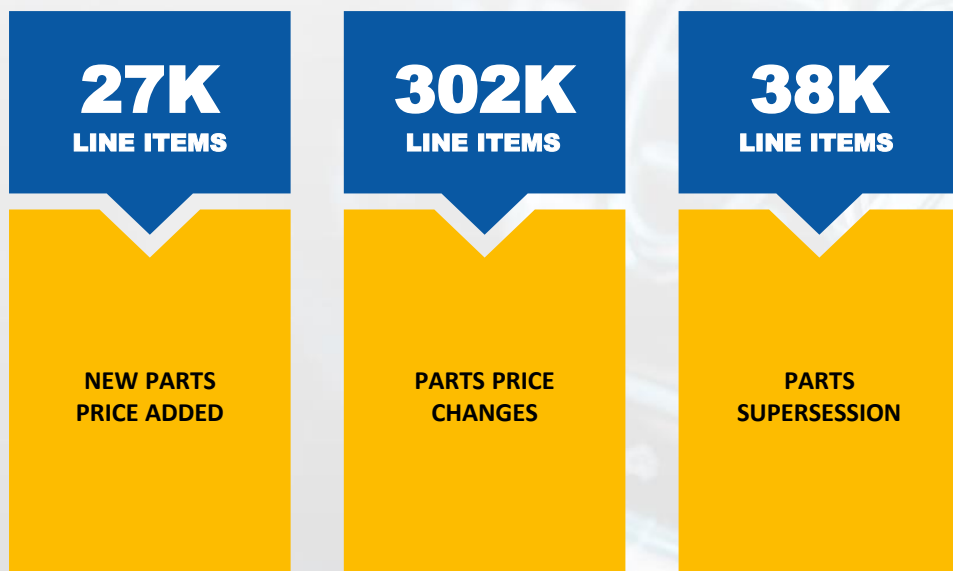 27K
LINE ITEMS
NEW PARTS
PRICE ADDED
302K
LINE ITEMS
PARTS PRICE
CHANGES
38K
LINE ITEMS
PARTS
SUPERSESSION